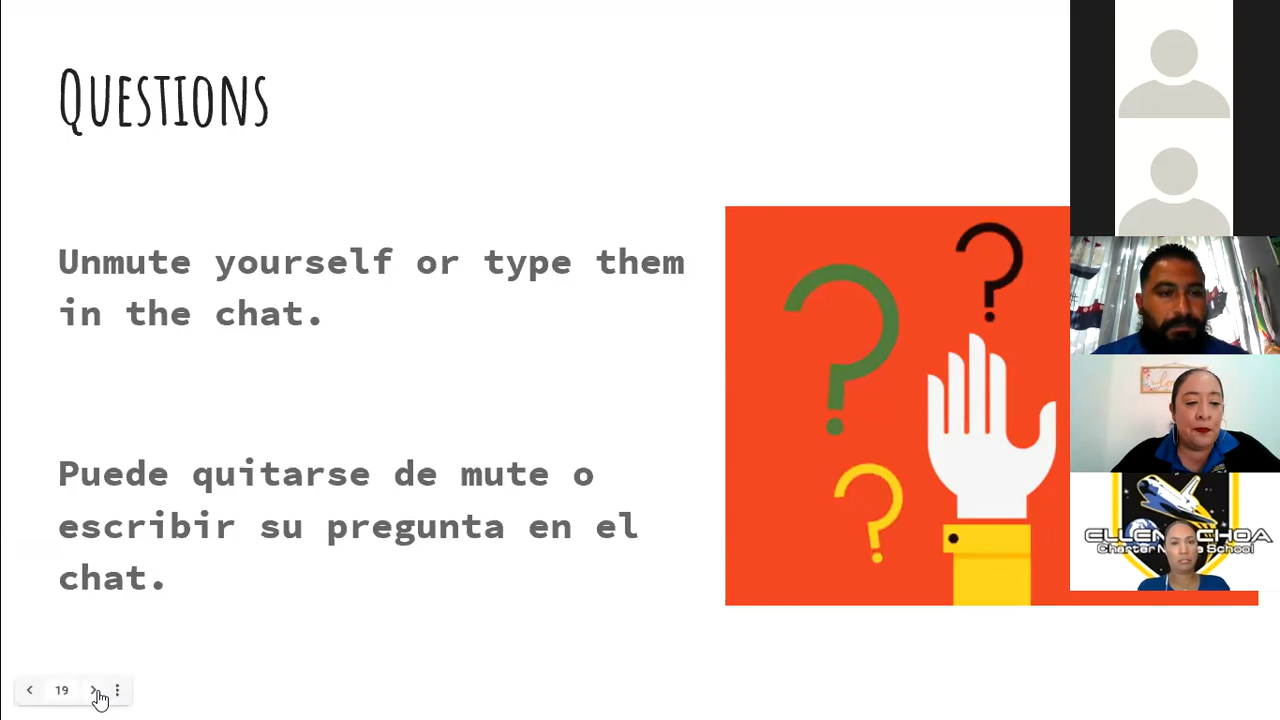 Questions
Unmute yourself or type them
in the chat.
Puede quitarse de mute o
escribir su pregunta en el
chat.
19